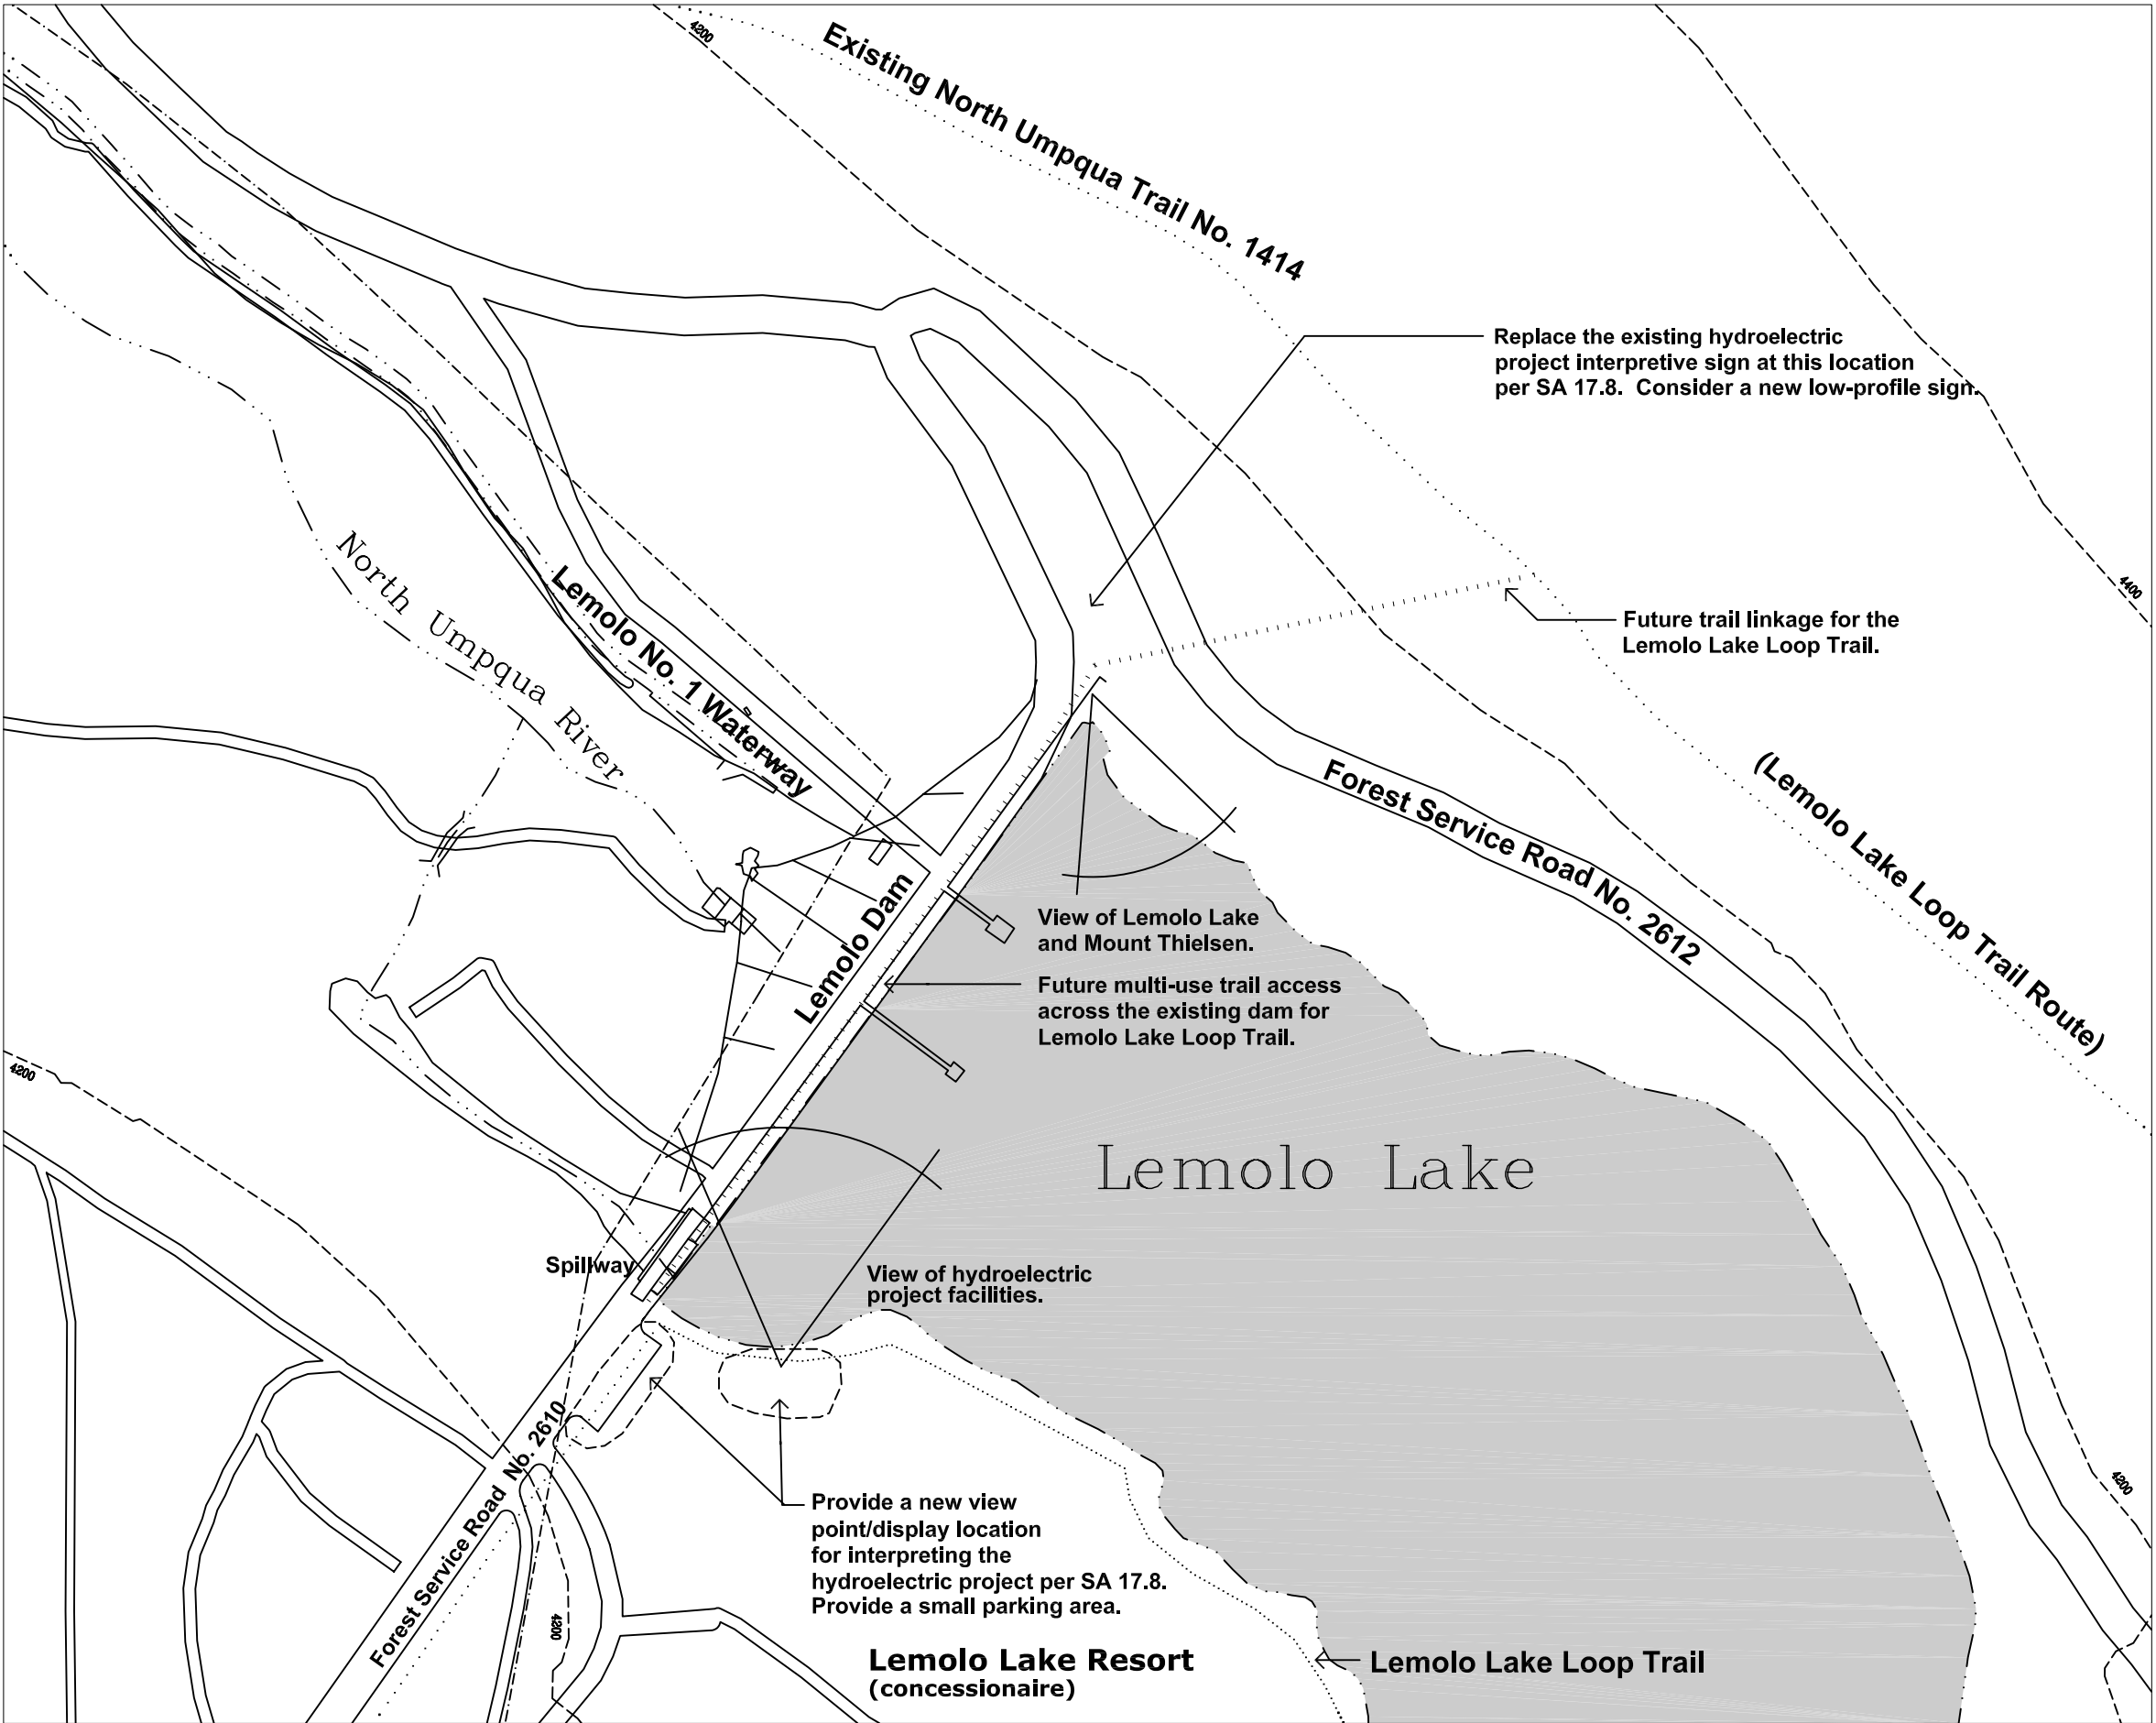 4200
Existing North Umpqua Trail No. 1414
Replace the existing hydroelectric
project interpretive sign at this location
per SA 17.8.  Consider a new low-profile sign.
4400
Future trail linkage for the
Lemolo Lake Loop Trail.
North Umpqua River
Lemolo No. 1 Waterway
(Lemolo Lake Loop Trail Route)
Forest Service Road No. 2612
Lemolo Dam
View of Lemolo Lake
and Mount Thielsen.
Future multi-use trail access
across the existing dam for
Lemolo Lake Loop Trail.
4200
Lemolo Lake
Spillway
View of hydroelectric
project facilities.
Forest Service Road No. 2610
4200
Provide a new view
point/display location
for interpreting the
hydroelectric project per SA 17.8.
Provide a small parking area.
4200
Lemolo Lake Resort
(concessionaire)
Lemolo Lake Loop Trail